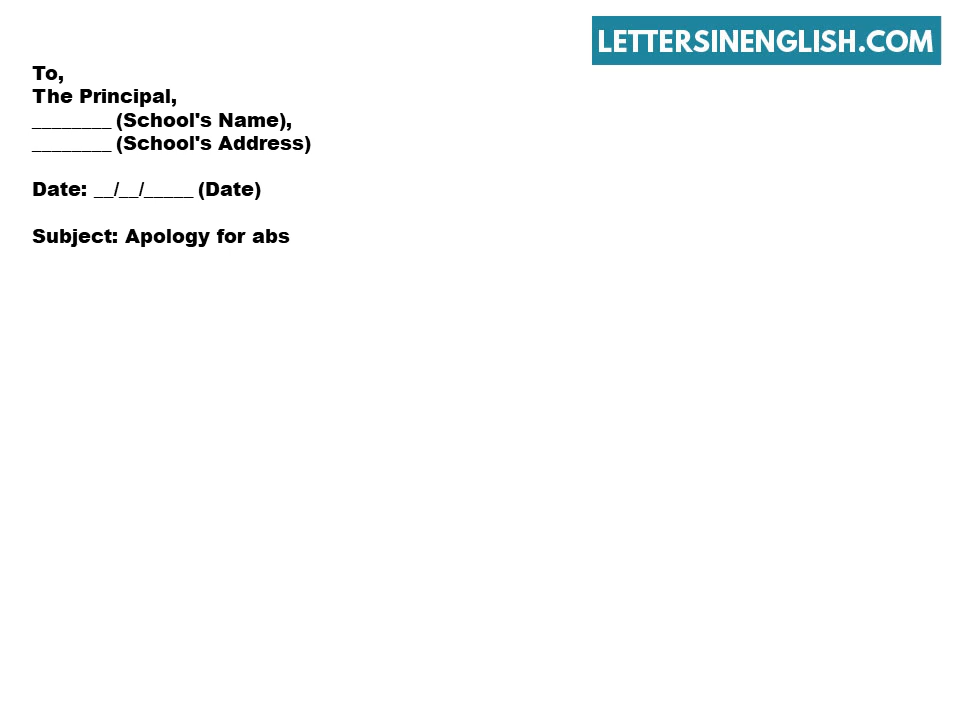 LETTERSINENGLISH.COM
To,
The Principal,
________ (School's Name),
________ (School's Address)
Date: __/__/_____ (Date)
Subject: Apology for abs